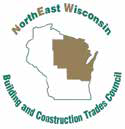 NorthEast Wisconsin
Building and Construction Trades Council